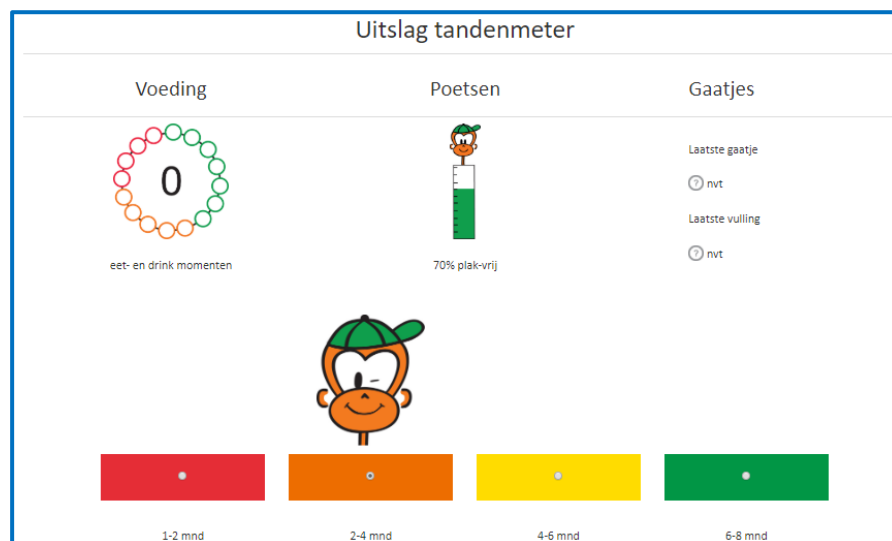 Uitslag tandenmeter
Voeding
Poetsen
Gaatjes
0
eet- en drink momenten
70% plak-vrij
Laatste gaatje
? nvt
Laatste vulling
? nvt
1-2 mnd
2-4 mnd
4-6 mnd
6-8 mnd